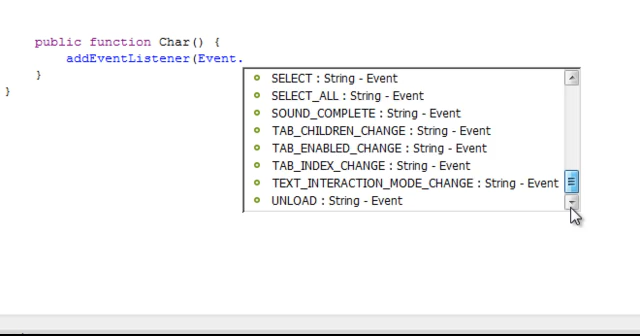 public function Char() {
addEventListener(Event.
}
}
SELECT : String - Event
SELECT_ALL : String - Event
SOUND_COMPLETE : String - Event
TAB_CHILDREN_CHANGE : String - Event
TAB_ENABLED_CHANGE : String - Event
TAB_INDEX_CHANGE : String - Event
TEXT_INTERACTION_MODE_CHANGE : String - Event
UNLOAD : String - Event